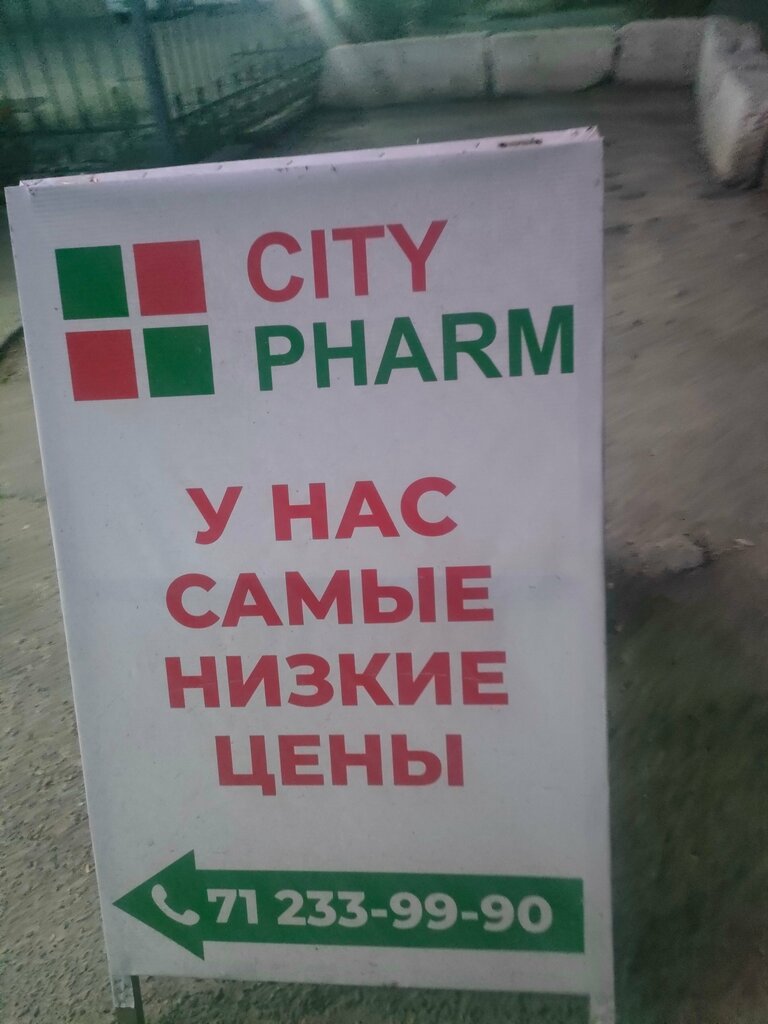 CITY
PHARM
У НАС
САМЫЕ
НИЗКИЕ
ЦЕНЫ
71 233-99-90